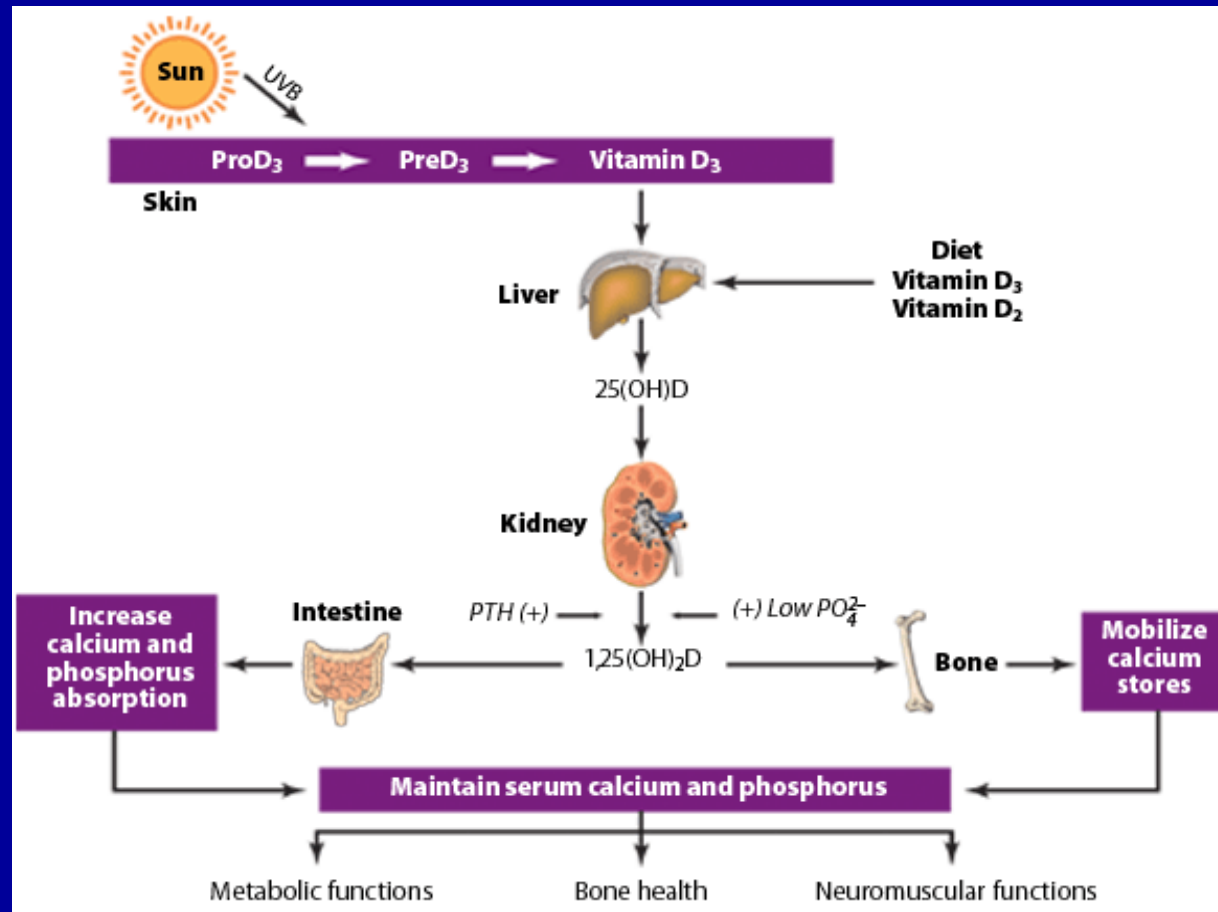 Sun
UVB
ProD₃ ➡ PreD₃ ➡ Vitamin D₃
Skin
Diet
Vitamin D₃
Vitamin D₂
Liver
25(OH)D
Kidney
PTH (+)
(+) Low PO₄²⁻
1,25(OH)₂D
Intestine
Increase
calcium and
phosphorus
absorption
Bone
Mobilize
calcium
stores
Maintain serum calcium and phosphorus
Metabolic functions
Bone health
Neuromuscular functions